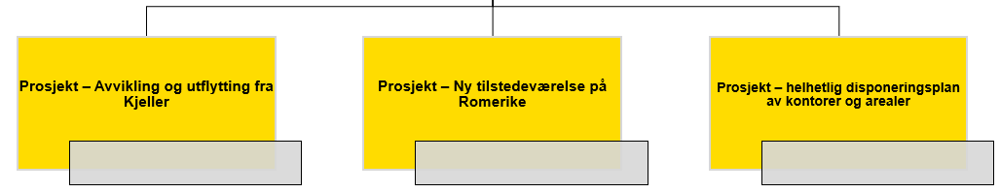 Prosjekt – Avvikling og utflytting fra
Kjeller
Prosjekt – Ny tilstedeværelse på
Romerike
Prosjekt – helhetlig disponeringsplan
av kontorer og arealer